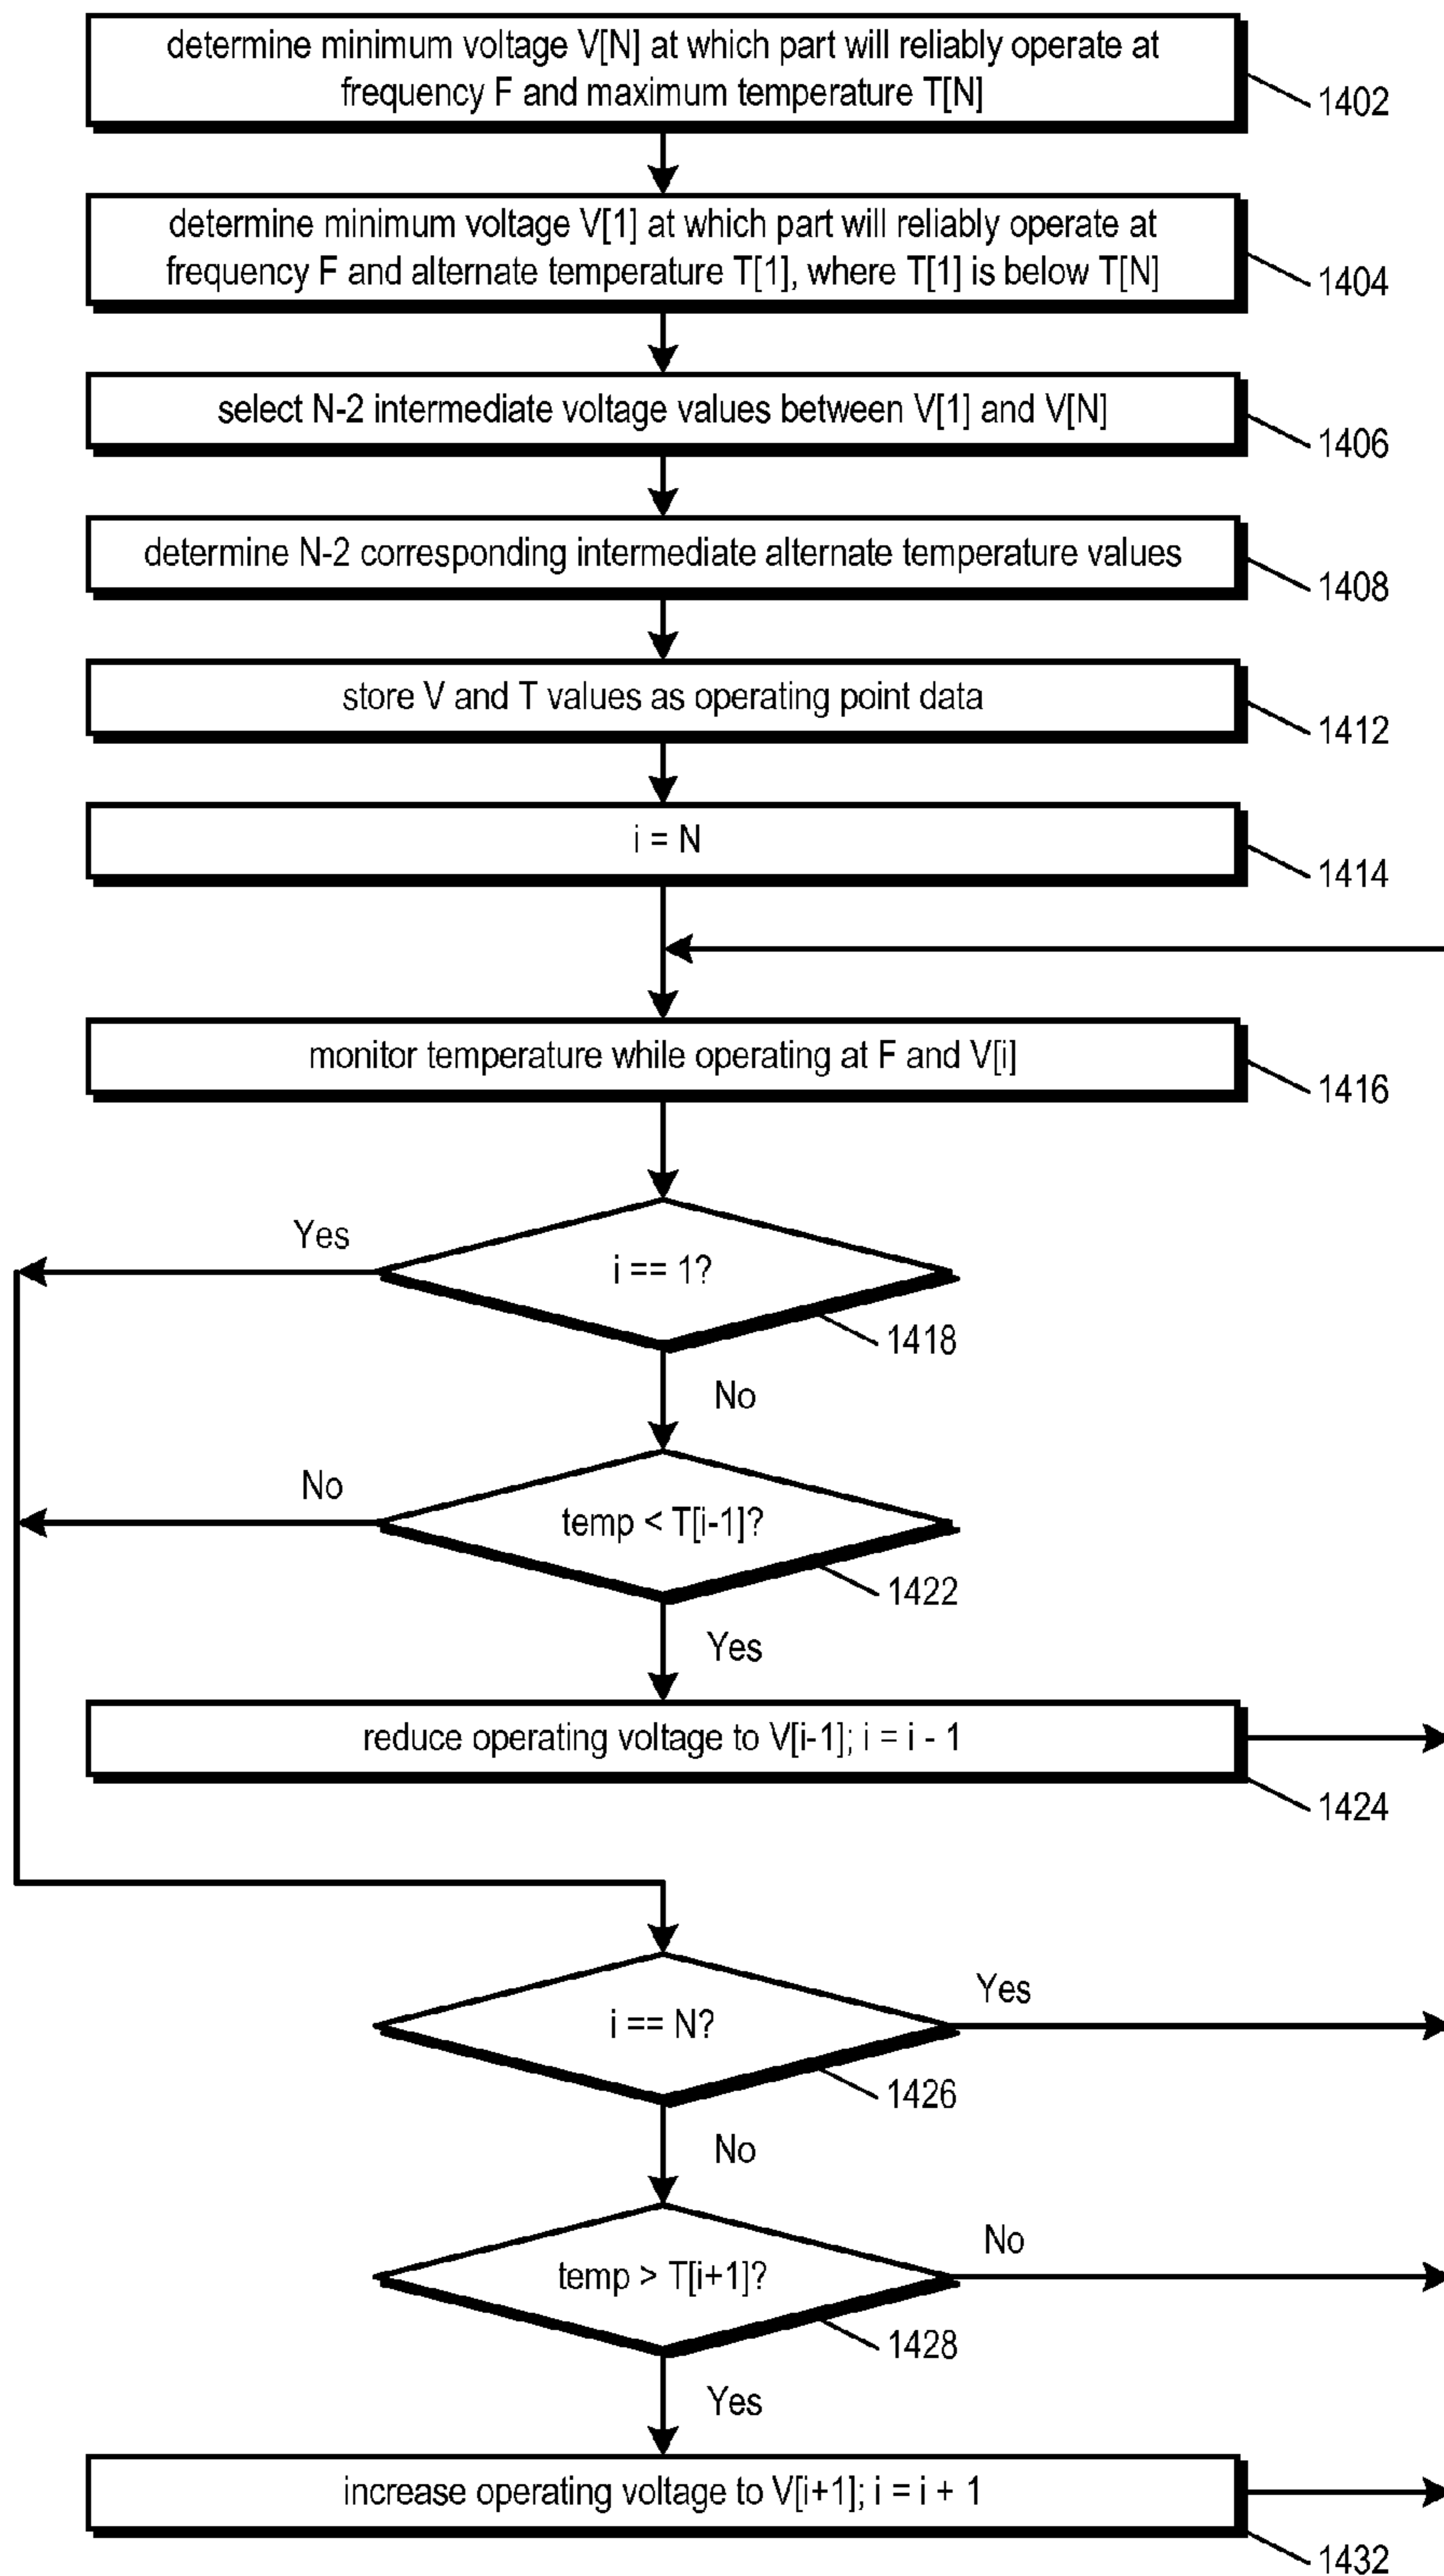 determine minimum voltage V[N] at which part will reliably operate at
frequency F and maximum temperature T[N]
1402
determine minimum voltage V[1] at which part will reliably operate at
frequency F and alternate temperature T[1], where T[1] is below T[N]
1404
select N-2 intermediate voltage values between V[1] and V[N]
1406
determine N-2 corresponding intermediate alternate temperature values
1408
store V and T values as operating point data
1412
i = N
1414
monitor temperature while operating at F and V[i]
1416
Yes
i == 1?
1418
No
No
temp < T[i-1]?
1422
Yes
reduce operating voltage to V[i-1]; i = i - 1
1424
i == N?
Yes
1426
No
temp > T[i+1]?
No
1428
Yes
increase operating voltage to V[i+1]; i = i + 1
1432